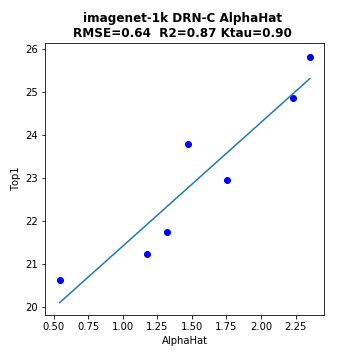 imagenet-1k DRN-C AlphaHat
RMSE=0.64 R2=0.87 Ktau=0.90
26
25
24
23
22
21
20
Top1
0.50 0.75 1.00 1.25 1.50 1.75 2.00 2.25
AlphaHat